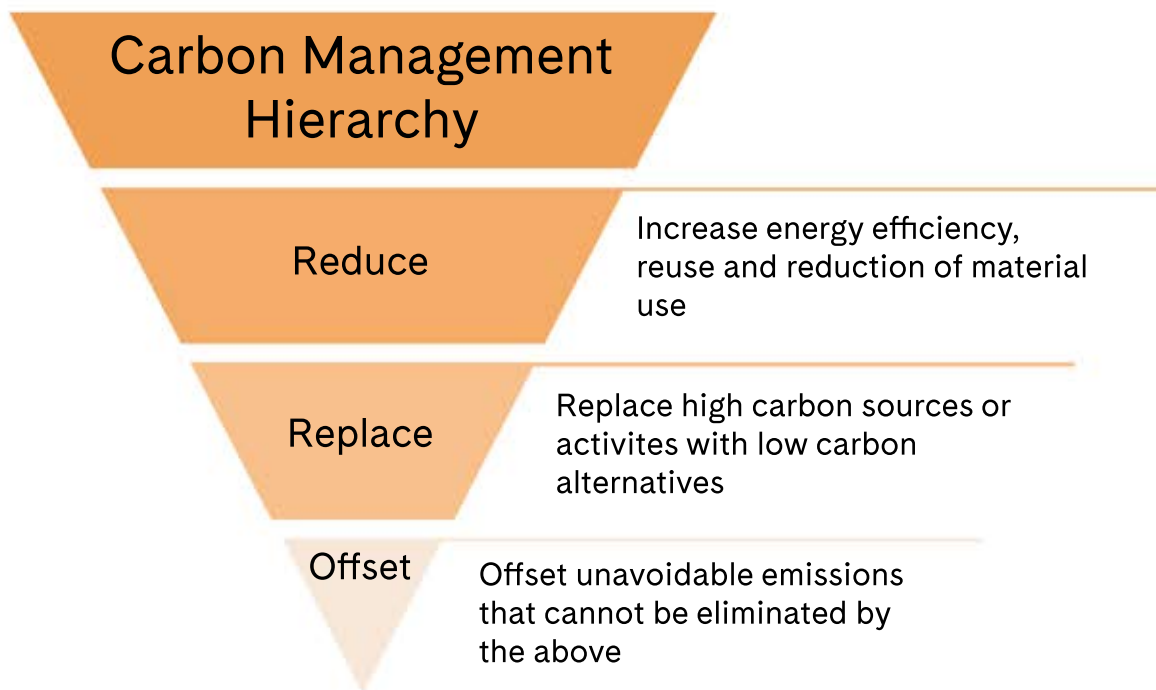 Carbon Management
Hierarchy
Reduce
Increase energy efficiency,
reuse and reduction of material
use
Replace
Replace high carbon sources or
activites with low carbon
alternatives
Offset
Offset unavoidable emissions
that cannot be eliminated by
the above